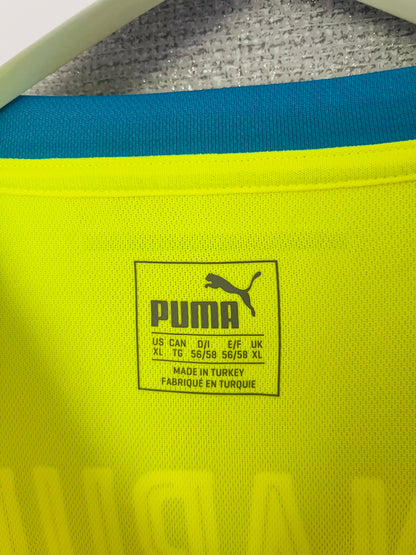 PUMA
US CAN D/I E/F UK
XL TG 56/58 56/58 XL
MADE IN TURKEY
FABRIQUÉ EN TURQUIE